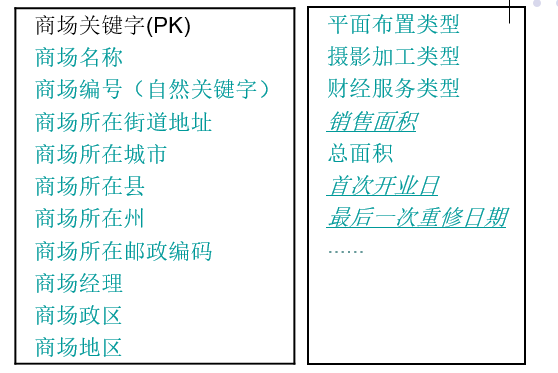 商场关键字(PK)
商场名称
商场编号（自然关键字）
商场所在街道地址
商场所在城市
商场所在县
商场所在州
商场所在邮政编码
商场经理
商场政区
商场地区
平面布置类型
摄影加工类型
财经服务类型
销售面积
总面积
首次开业日
最后一次重修日期
……